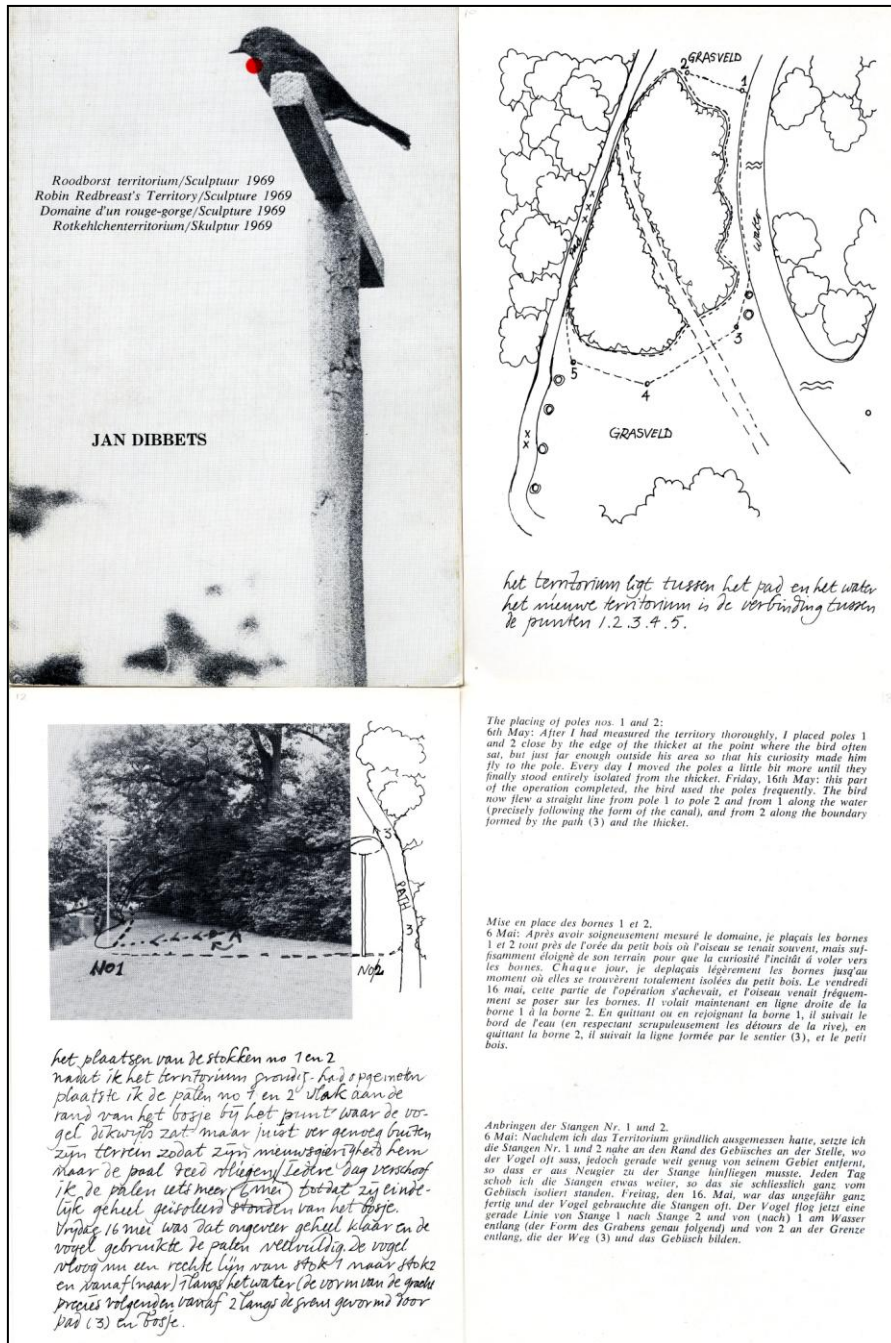 Roodborst territorium/Sculptuur 1969
Robin Redbreast's Territory/Sculpture 1969
Domaine d'un rouge-gorge/Sculpture 1969
Rotkehlchenterritorium/Skulptur 1969
JAN DIBBETS
GRASVELD
2
1
Pad
water
3
5
4
GRASVELD
het territorium ligt tussen het pad en het water
het nieuwe territorium is de verbinding tussen
de punten 1.2.3.4.5.
12
3
PATH
3
No1
No2
het plaatsen van de stokken no 1 en 2
nadat ik het territorium grondig had opgemeten
plaatste ik de palen no 1 en 2 vlak aan de
rand van het bosje bij het punt waar de vo-
gel dikwijls zat maar juist ver genoeg buiten
zijn terrein zodat zijn nieuwsgierigheid hem
naar de paal deed vliegen/Iedere dag verschoof
ik de palen iets meer (6 mei) totdat zij einde-
lijk geheel geisoleerd stonden van het bosje.
Vrijdag 16 mei was dat ongeveer geheel klaar en de
vogel gebruikte de palen veelvuldig. De vogel
vloog nu een rechte lijn van stok 1 naar stok 2
en vanaf (naar) 1 langs het water (de vorm van de gracht
precies volgend en vanaf 2 langs de grens gevormd door
pad (3) en bosje.
The placing of poles nos. 1 and 2:
6th May: After I had measured the territory thoroughly, I placed poles 1
and 2 close by the edge of the thicket at the point where the bird often
sat, but just far enough outside his area so that his curiosity made him
fly to the pole. Every day I moved the poles a little bit more until they
finally stood entirely isolated from the thicket. Friday, 16th May: this part
of the operation completed, the bird used the poles frequently. The bird
now flew a straight line from pole 1 to pole 2 and from 1 along the water
(precisely following the form of the canal), and from 2 along the boundary
formed by the path (3) and the thicket.
Mise en place des bornes 1 et 2.
6 Mai: Après avoir soigneusement mesuré le domaine, je plaçais les bornes
1 et 2 tout près de l'orée du petit bois où l'oiseau se tenait souvent, mais suf-
fisamment éloignè de son terrain pour que la curiosité l'incitât á voler vers
les bornes. Chaque jour, je deplaçais légèrement les bornes jusqu'au
moment où elles se trouvèrent totalement isolées du petit bois. Le vendredi
16 mai, cette partie de l'opération s'achevait, et l'oiseau venait fréquem-
ment se poser sur les bornes. Il volait maintenant en ligne droite de la
borne 1 à la borne 2. En quittant ou en rejoignant la borne 1, il suivait le
bord de l'eau (en respectant scrupuleusement les détours de la rive), en
quittant la borne 2, il suivait la ligne formée par le sentier (3), et le petit
bois.
Anbringen der Stangen Nr. 1 und 2.
6 Mai: Nachdem ich das Territorium gründlich ausgemessen hatte, setzte ich
die Stangen Nr. 1 und 2 nahe an den Rand des Gebüsches an der Stelle, wo
der Vogel oft sass, jedoch gerade weit genug von seinem Gebiet entfernt,
so dass er aus Neugier zu der Stange hinfliegen musste. Jeden Tag
schob ich die Stangen etwas weiter, so das sie schliesslich ganz vom
Gebüsch isoliert standen. Freitag, den 16. Mai, war das ungefähr ganz
fertig und der Vogel gebrauchte die Stangen oft. Der Vogel flog jetzt eine
gerade Linie von Stange 1 nach Stange 2 und von (nach) 1 am Wasser
entlang (der Form des Grabens genau folgend) und von 2 an der Grenze
entlang, die der Weg (3) und das Gebüsch bilden.